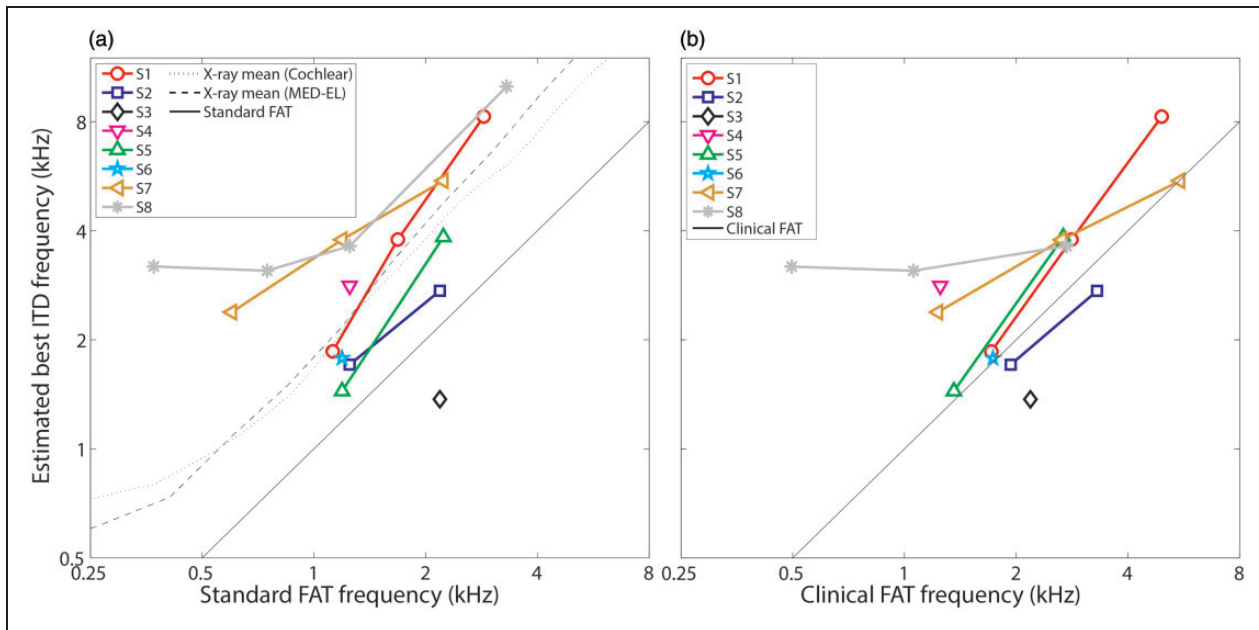 (a)
S1
S2
S3
S4
S5
S6
S7
S8
X-ray mean (Cochlear)
X-ray mean (MED-EL)
Standard FAT
Estimated best ITD frequency (kHz)
8
4
2
1
0.5
0.25
0.5
1
2
4
8
Standard FAT frequency (kHz)
(b)
S1
S2
S3
S4
S5
S6
S7
S8
Clinical FAT
0.25
0.5
1
2
4
8
Clinical FAT frequency (kHz)